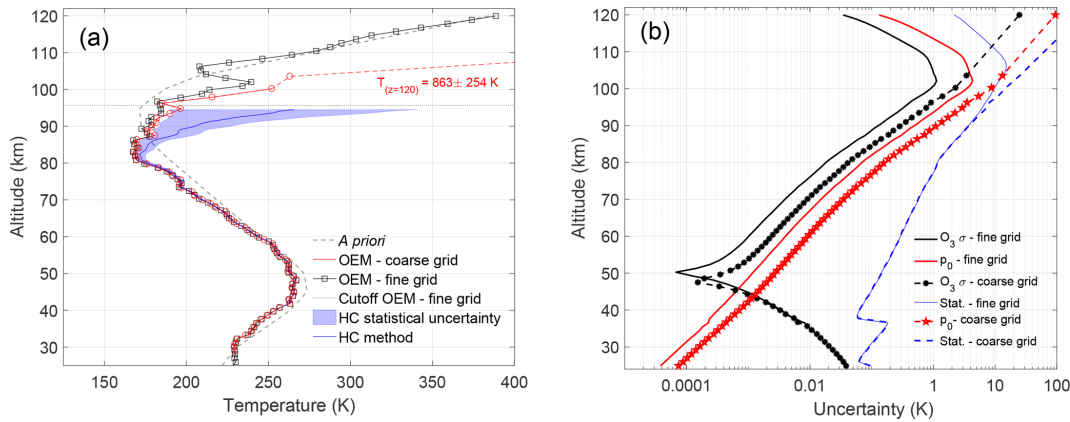 (a)
120
110
100
90
80
70
60
50
40
30
Altitude (km)
T(z=120) = 863± 254 K
A priori
OEM - coarse grid
OEM - fine grid
Cutoff OEM - fine grid
HC statistical uncertainty
HC method
150 200 250 300 350 400
Temperature (K)
(b)
120
110
100
90
80
70
60
50
40
30
Altitude (km)
O3 σ - fine grid
p0 - fine grid
O3 σ - coarse grid
Stat. - fine grid
p0- coarse grid
Stat. - coarse grid
0.0001 0.01 1 10 100
Uncertainty (K)